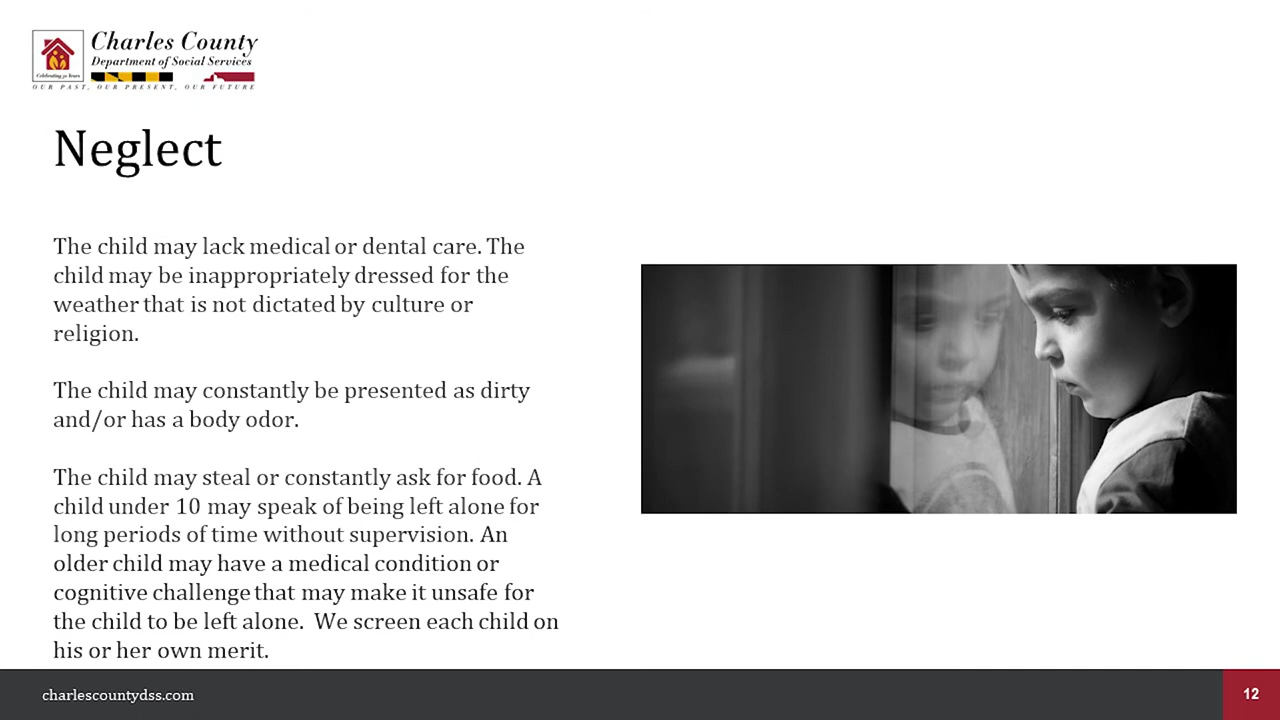 Charles County
Department of Social Services
Celebrating 50 Years
OUR PAST, OUR PRESENT, OUR FUTURE
Neglect
The child may lack medical or dental care. The
child may be inappropriately dressed for the
weather that is not dictated by culture or
religion.
The child may constantly be presented as dirty
and/or has a body odor.
The child may steal or constantly ask for food. A
child under 10 may speak of being left alone for
long periods of time without supervision. An
older child may have a medical condition or
cognitive challenge that may make it unsafe for
the child to be left alone.  We screen each child on
his or her own merit.
charlescountydss.com
12